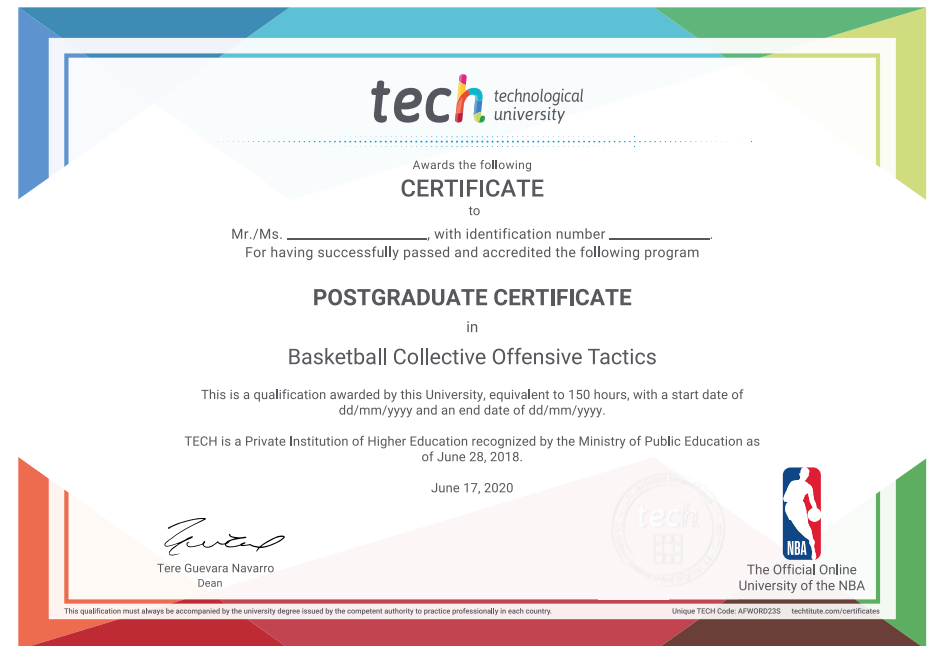 tech technological
university
Awards the following
CERTIFICATE
to
Mr./Ms. ____________________, with identification number ______________.
For having successfully passed and accredited the following program
POSTGRADUATE CERTIFICATE
in
Basketball Collective Offensive Tactics
This is a qualification awarded by this University, equivalent to 150 hours, with a start date of
dd/mm/yyyy and an end date of dd/mm/yyyy.
TECH is a Private Institution of Higher Education recognized by the Ministry of Public Education as
of June 28, 2018.
June 17, 2020
tech
Tere Guevara Navarro
Dean
NBA
The Official Online
University of the NBA
This qualification must always be accompanied by the university degree issued by the competent authority to practice professionally in each country.
Unique TECH Code: AFWORD23S techtitute.com/certificates